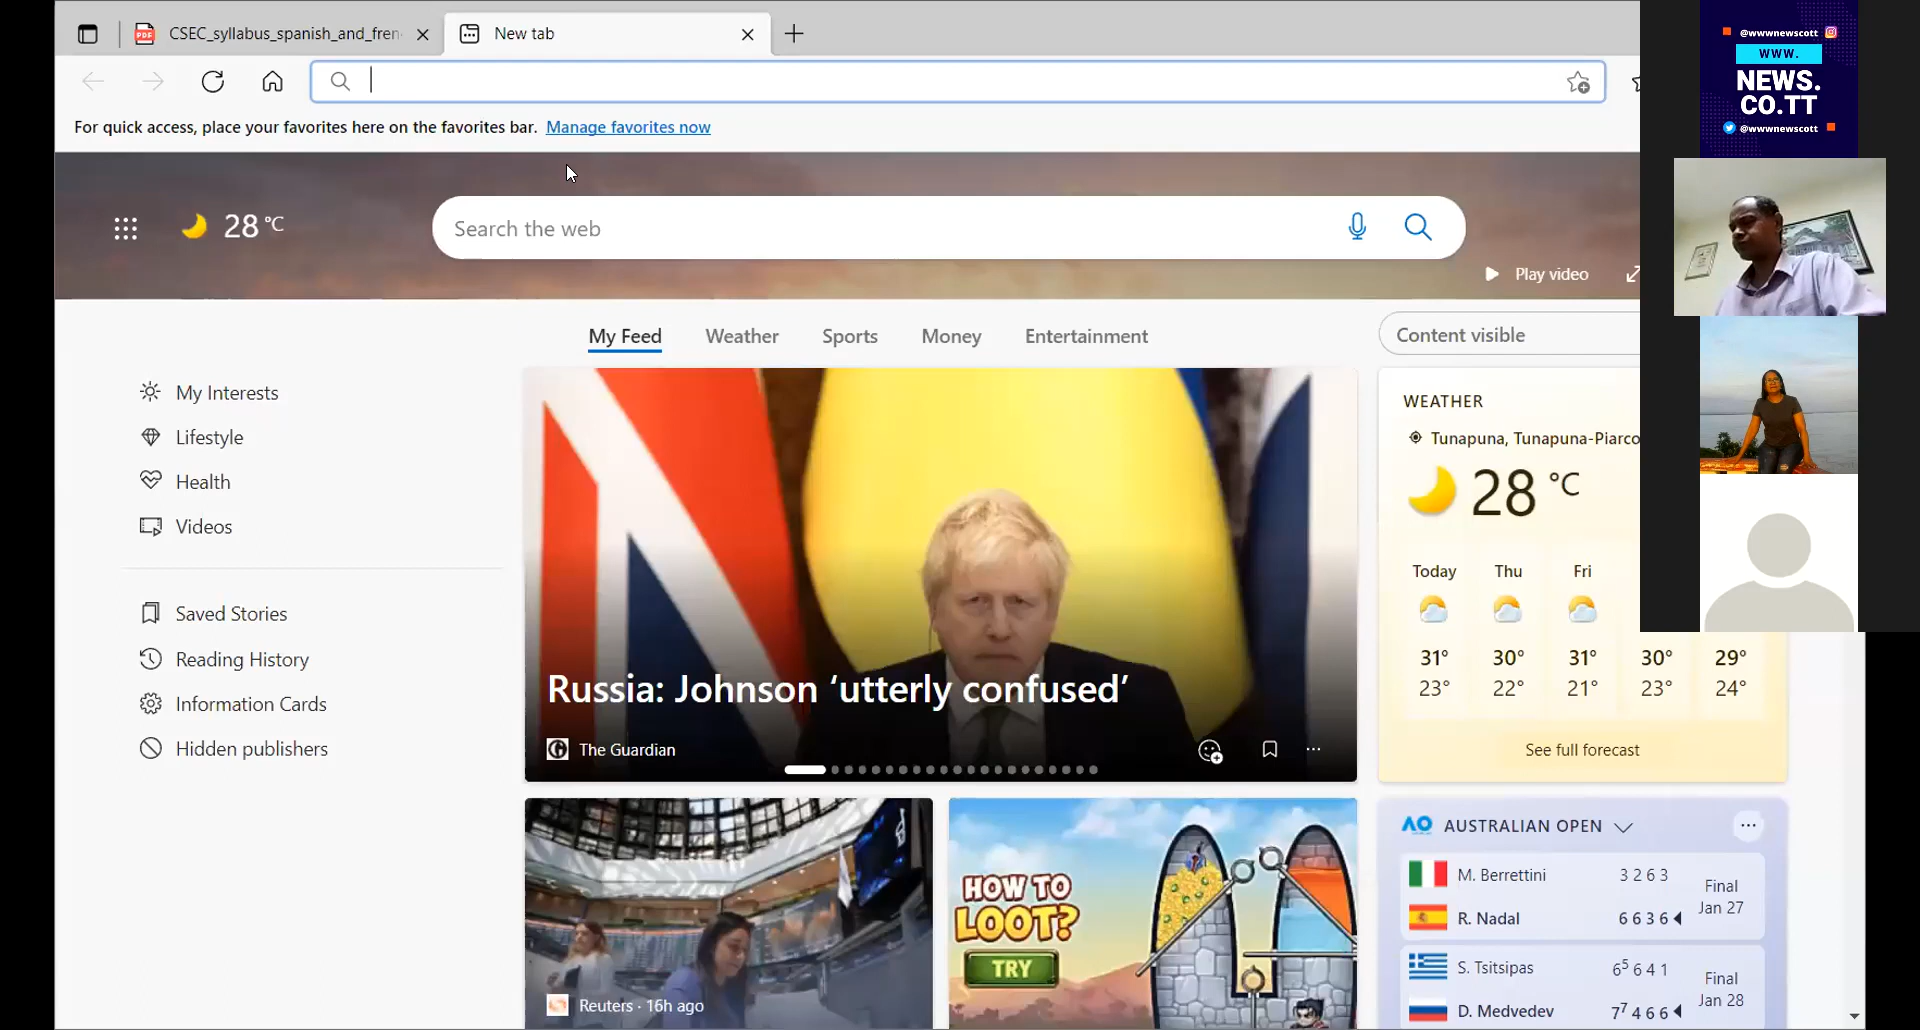 CSEC_syllabus_spanish_and_fren
New tab
For quick access, place your favorites here on the favorites bar. Manage favorites now
28 °C
Search the web
Play video
My Feed
Weather
Sports
Money
Entertainment
Content visible
My Interests
Lifestyle
Health
Videos
Saved Stories
Reading History
Information Cards
Hidden publishers
Russia: Johnson ‘utterly confused’
The Guardian
Reuters · 16h ago
HOW TO
LOOT?
TRY
WEATHER
Tunapuna, Tunapuna-Piarco
28 °C
Today Thu Fri
31° 30° 31° 30° 29°
23° 22° 21° 23° 24°
See full forecast
AO AUSTRALIAN OPEN
M. Berrettini 3 2 6 3
R. Nadal 6 6 3 6
Final
Jan 27
S. Tsitsipas 6⁵ 6 4 1
D. Medvedev 7⁷ 4 6 6
Final
Jan 28
@wwwnewscott
WWW.
NEWS.
CO.TT
@wwwnewscott